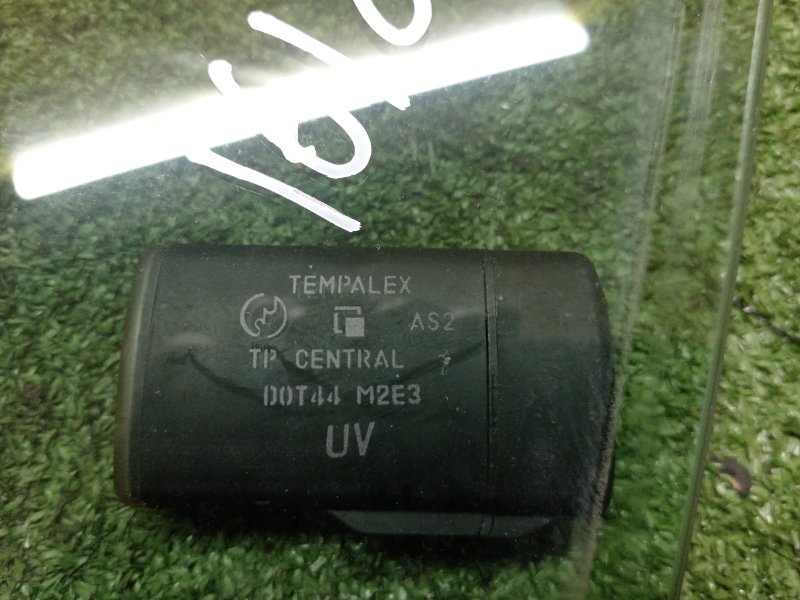 TEMPALEX
AS2
TP CENTRAL
DOT44 M2E3
UV